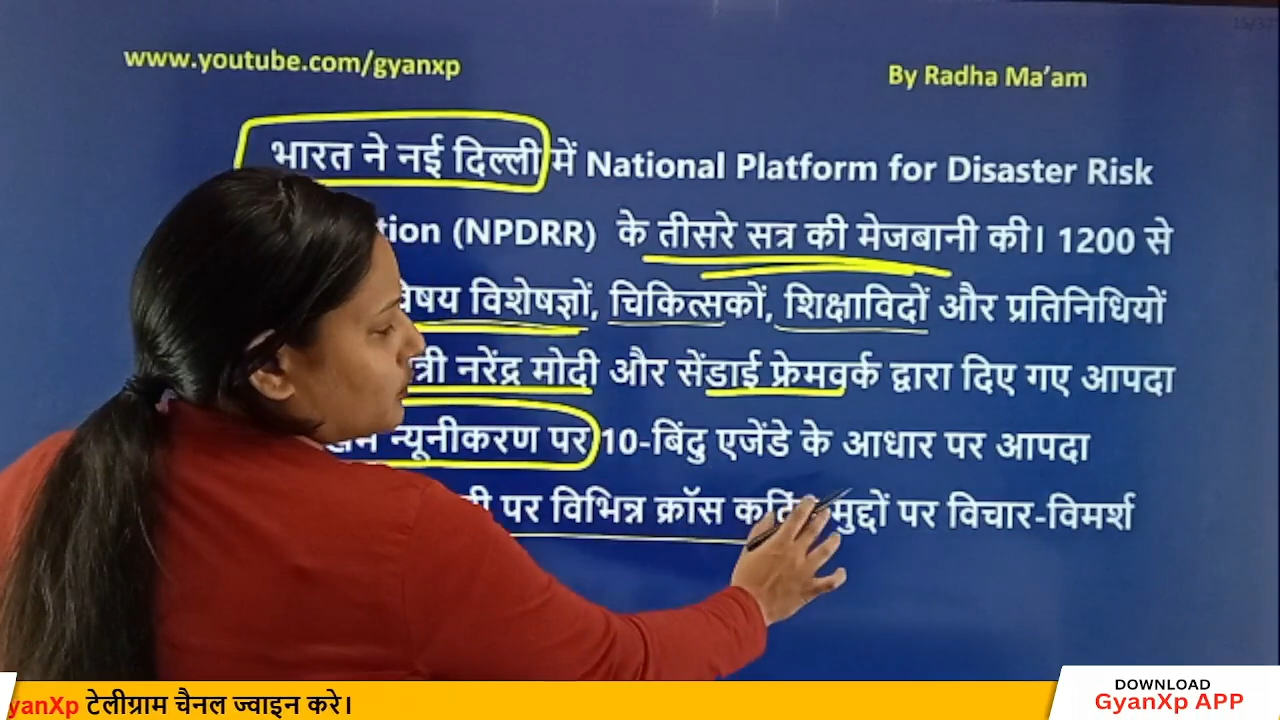 www.youtube.com/gyanxp
By Radha Ma’am
भारत ने नई दिल्ली में National Platform for Disaster Risk
tion (NPDRR) के तीसरे सत्र की मेजबानी की। 1200 से
विषय विशेषज्ञों, चिकित्सकों, शिक्षाविदों और प्रतिनिधियों
त्री नरेंद्र मोदी और सेंडाई फ्रेमवर्क द्वारा दिए गए आपदा
न्यूनीकरण पर 10-बिंदु एजेंडे के आधार पर आपदा
पर विभिन्न क्रॉस मुद्दों पर विचार-विमर्श
yanXp टेलीग्राम चैनल ज्वाइन करे।
DOWNLOAD
GyanXp APP